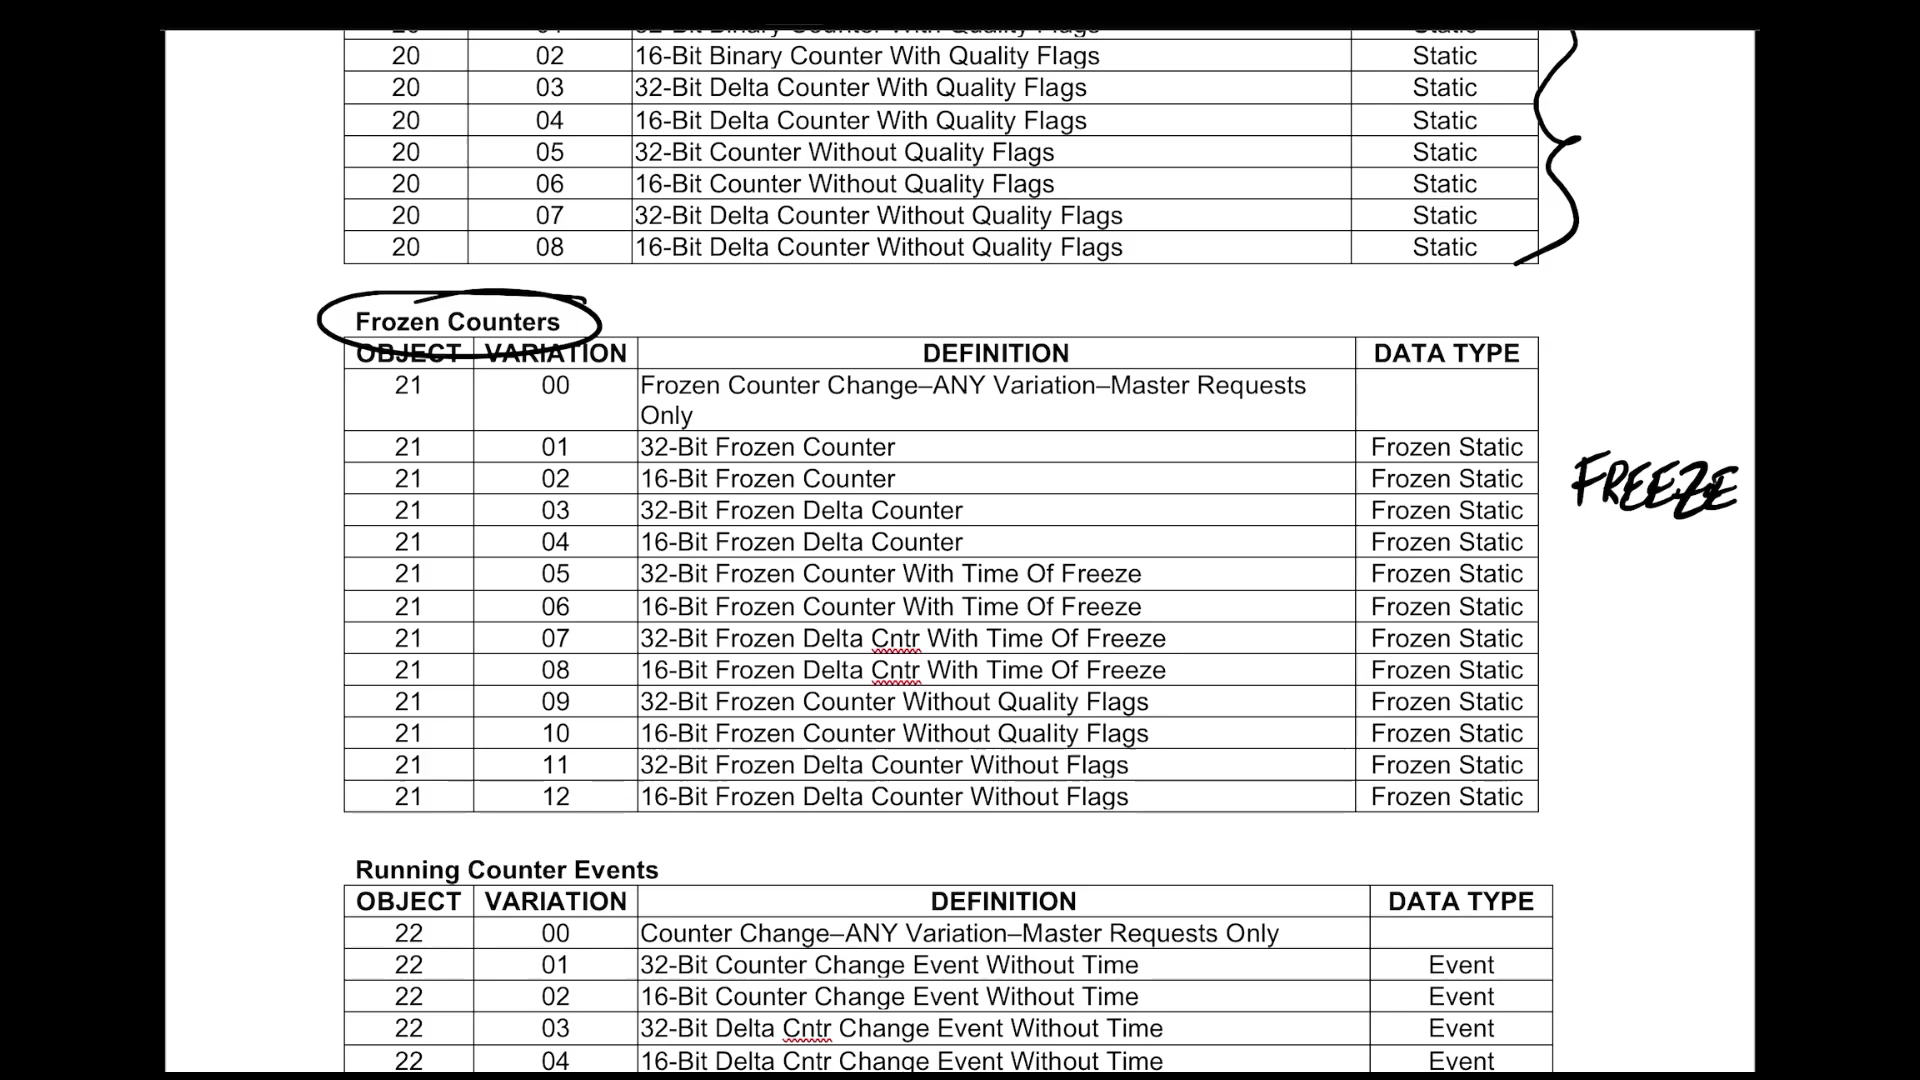 20 01 32-Bit Binary Counter With Quality Flags Static
20 02 16-Bit Binary Counter With Quality Flags Static
20 03 32-Bit Delta Counter With Quality Flags Static
20 04 16-Bit Delta Counter With Quality Flags Static
20 05 32-Bit Counter Without Quality Flags Static
20 06 16-Bit Counter Without Quality Flags Static
20 07 32-Bit Delta Counter Without Quality Flags Static
20 08 16-Bit Delta Counter Without Quality Flags Static
Frozen Counters
OBJECT VARIATION DEFINITION DATA TYPE
21 00 Frozen Counter Change–ANY Variation–Master Requests
Only
21 01 32-Bit Frozen Counter Frozen Static
21 02 16-Bit Frozen Counter Frozen Static
FREEZE
21 03 32-Bit Frozen Delta Counter Frozen Static
21 04 16-Bit Frozen Delta Counter Frozen Static
21 05 32-Bit Frozen Counter With Time Of Freeze Frozen Static
21 06 16-Bit Frozen Counter With Time Of Freeze Frozen Static
21 07 32-Bit Frozen Delta Cntr With Time Of Freeze Frozen Static
21 08 16-Bit Frozen Delta Cntr With Time Of Freeze Frozen Static
21 09 32-Bit Frozen Counter Without Quality Flags Frozen Static
21 10 16-Bit Frozen Counter Without Quality Flags Frozen Static
21 11 32-Bit Frozen Delta Counter Without Flags Frozen Static
21 12 16-Bit Frozen Delta Counter Without Flags Frozen Static
Running Counter Events
OBJECT VARIATION DEFINITION DATA TYPE
22 00 Counter Change–ANY Variation–Master Requests Only
22 01 32-Bit Counter Change Event Without Time Event
22 02 16-Bit Counter Change Event Without Time Event
22 03 32-Bit Delta Cntr Change Event Without Time Event
22 04 16-Bit Delta Cntr Change Event Without Time Event